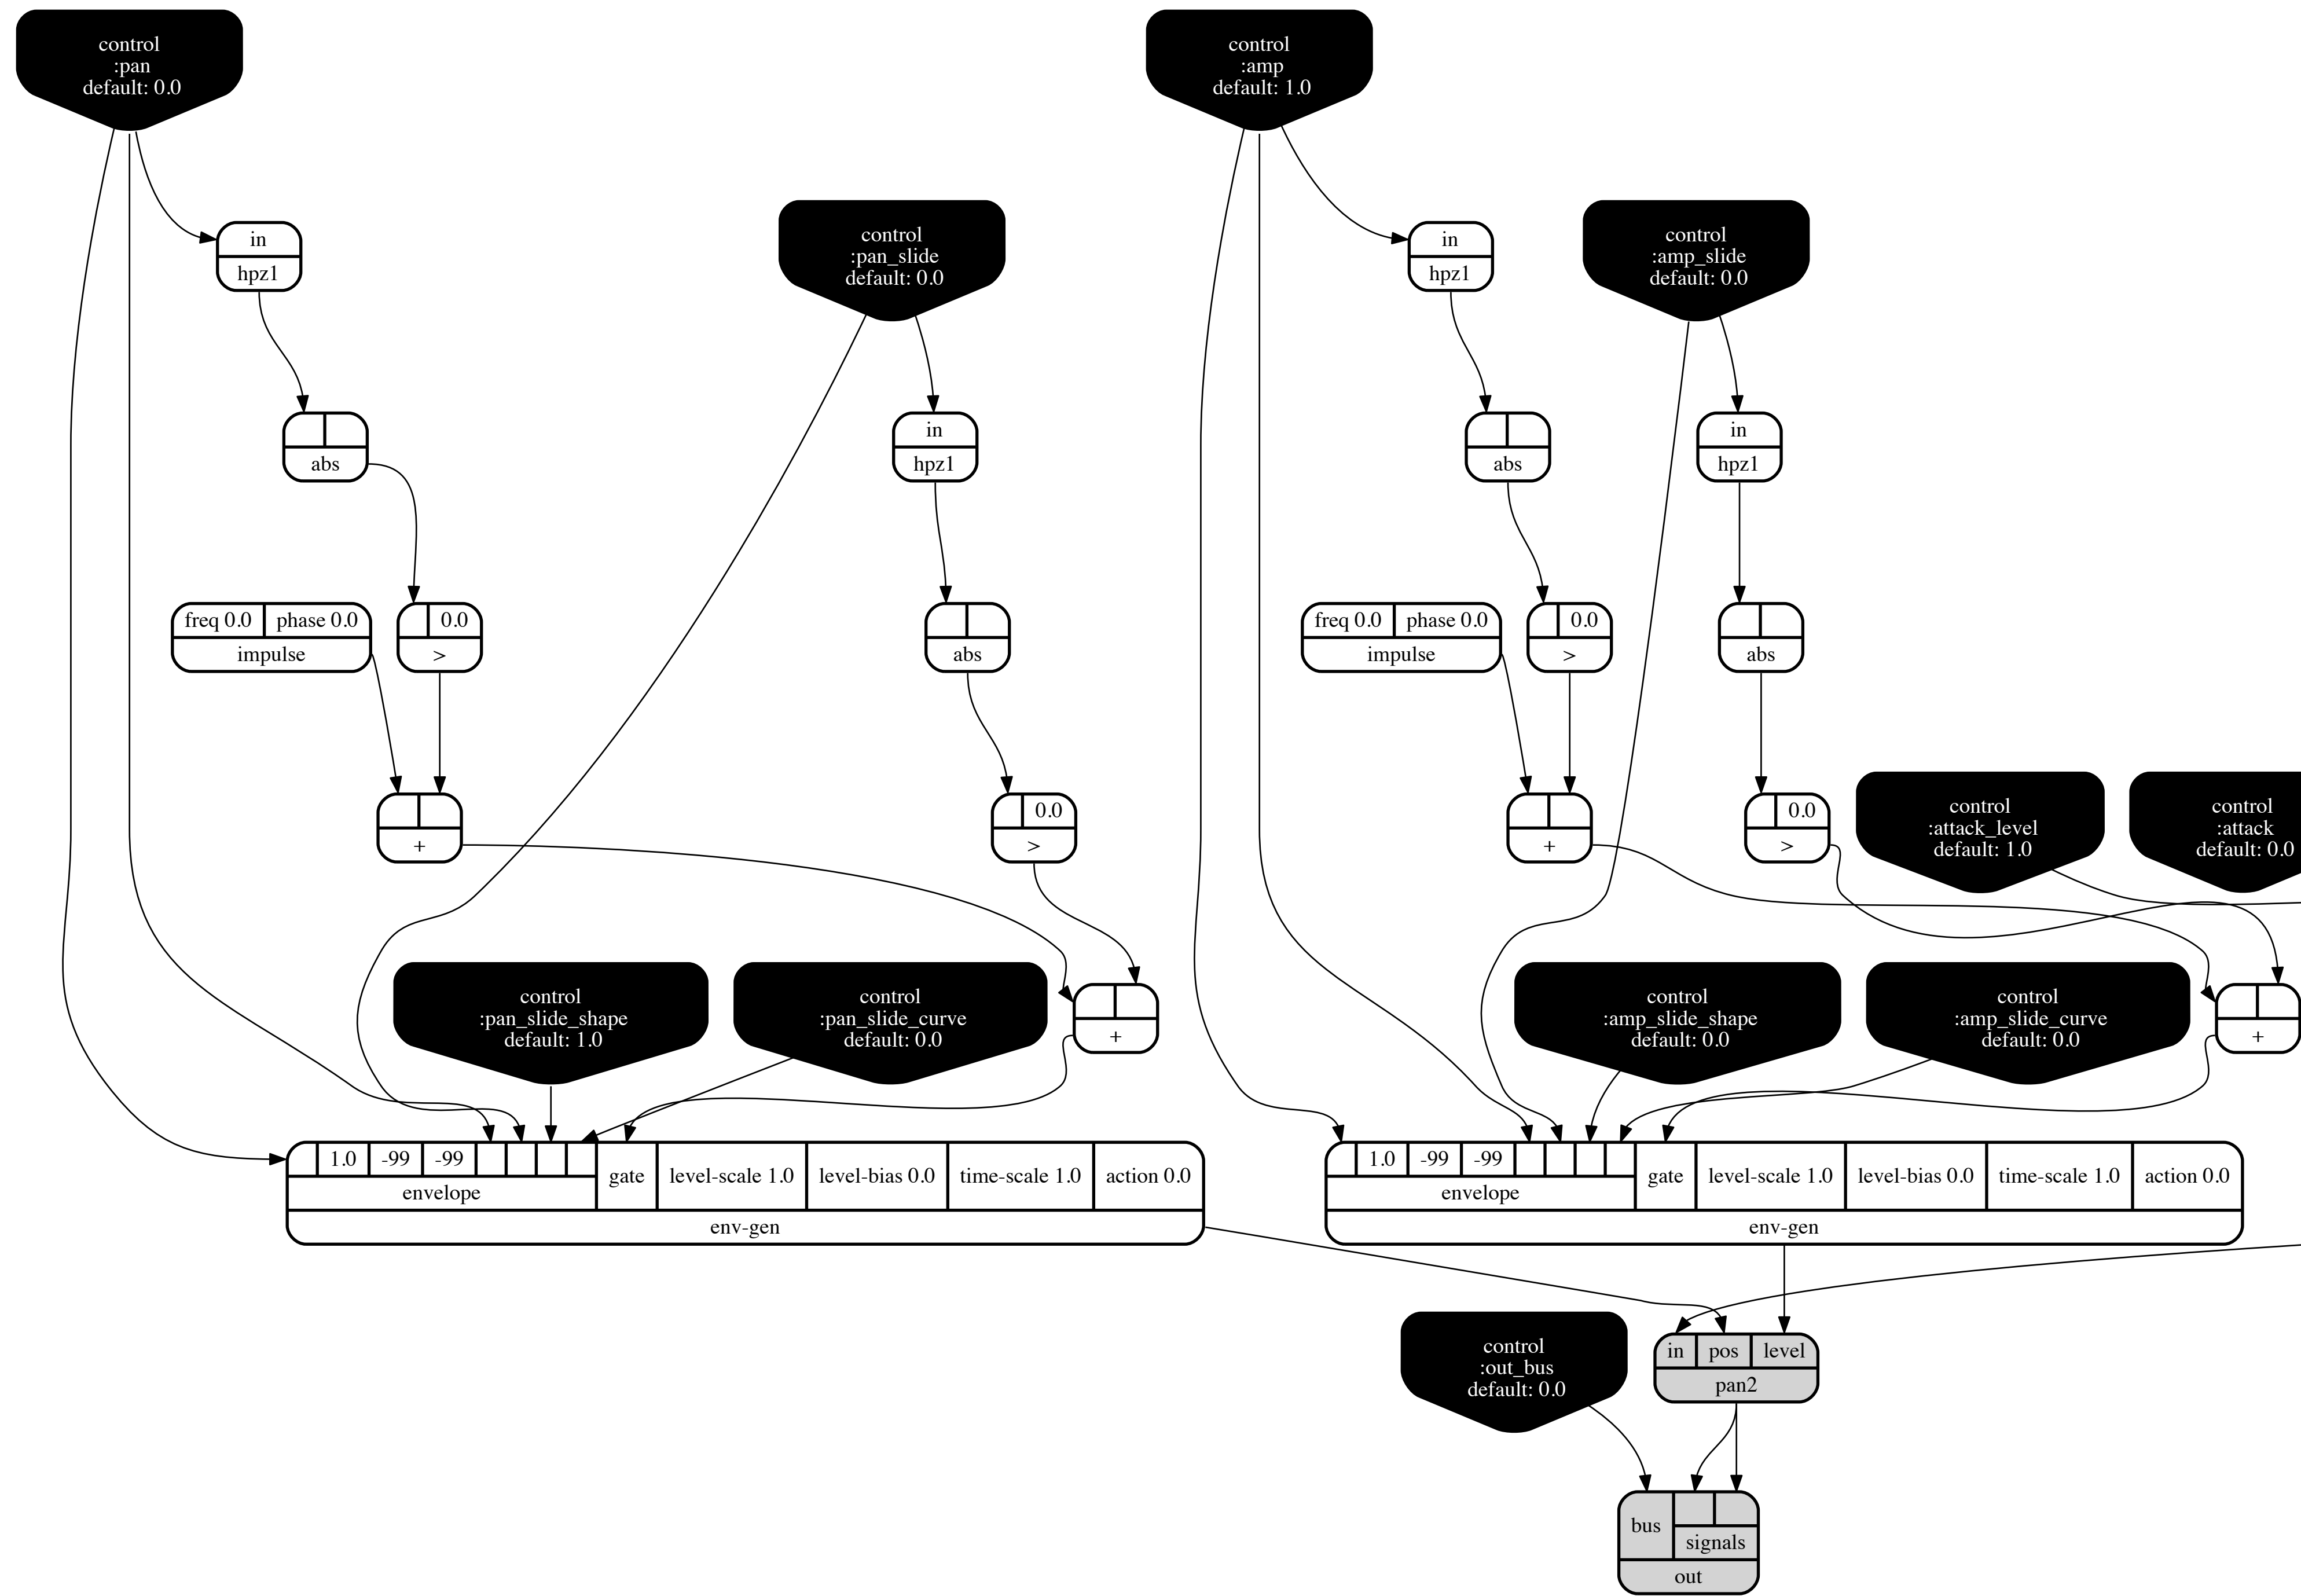 control
:pan
default: 0.0
control
:amp
default: 1.0
in
hpz1
control
:pan_slide
default: 0.0
in
hpz1
control
:amp_slide
default: 0.0
abs
in
hpz1
abs
in
hpz1
freq 0.0 phase 0.0
impulse
0.0
>
abs
freq 0.0 phase 0.0
impulse
0.0
>
abs
+
0.0
>
+
0.0
>
control
:attack_level
default: 1.0
control
:attack
default: 0.0
control
:pan_slide_shape
default: 1.0
control
:pan_slide_curve
default: 0.0
+
control
:amp_slide_shape
default: 0.0
control
:amp_slide_curve
default: 0.0
+
1.0 -99 -99
envelope
gate level-scale 1.0 level-bias 0.0 time-scale 1.0 action 0.0
env-gen
1.0 -99 -99
envelope
gate level-scale 1.0 level-bias 0.0 time-scale 1.0 action 0.0
env-gen
control
:out_bus
default: 0.0
in pos level
pan2
bus
signals
out